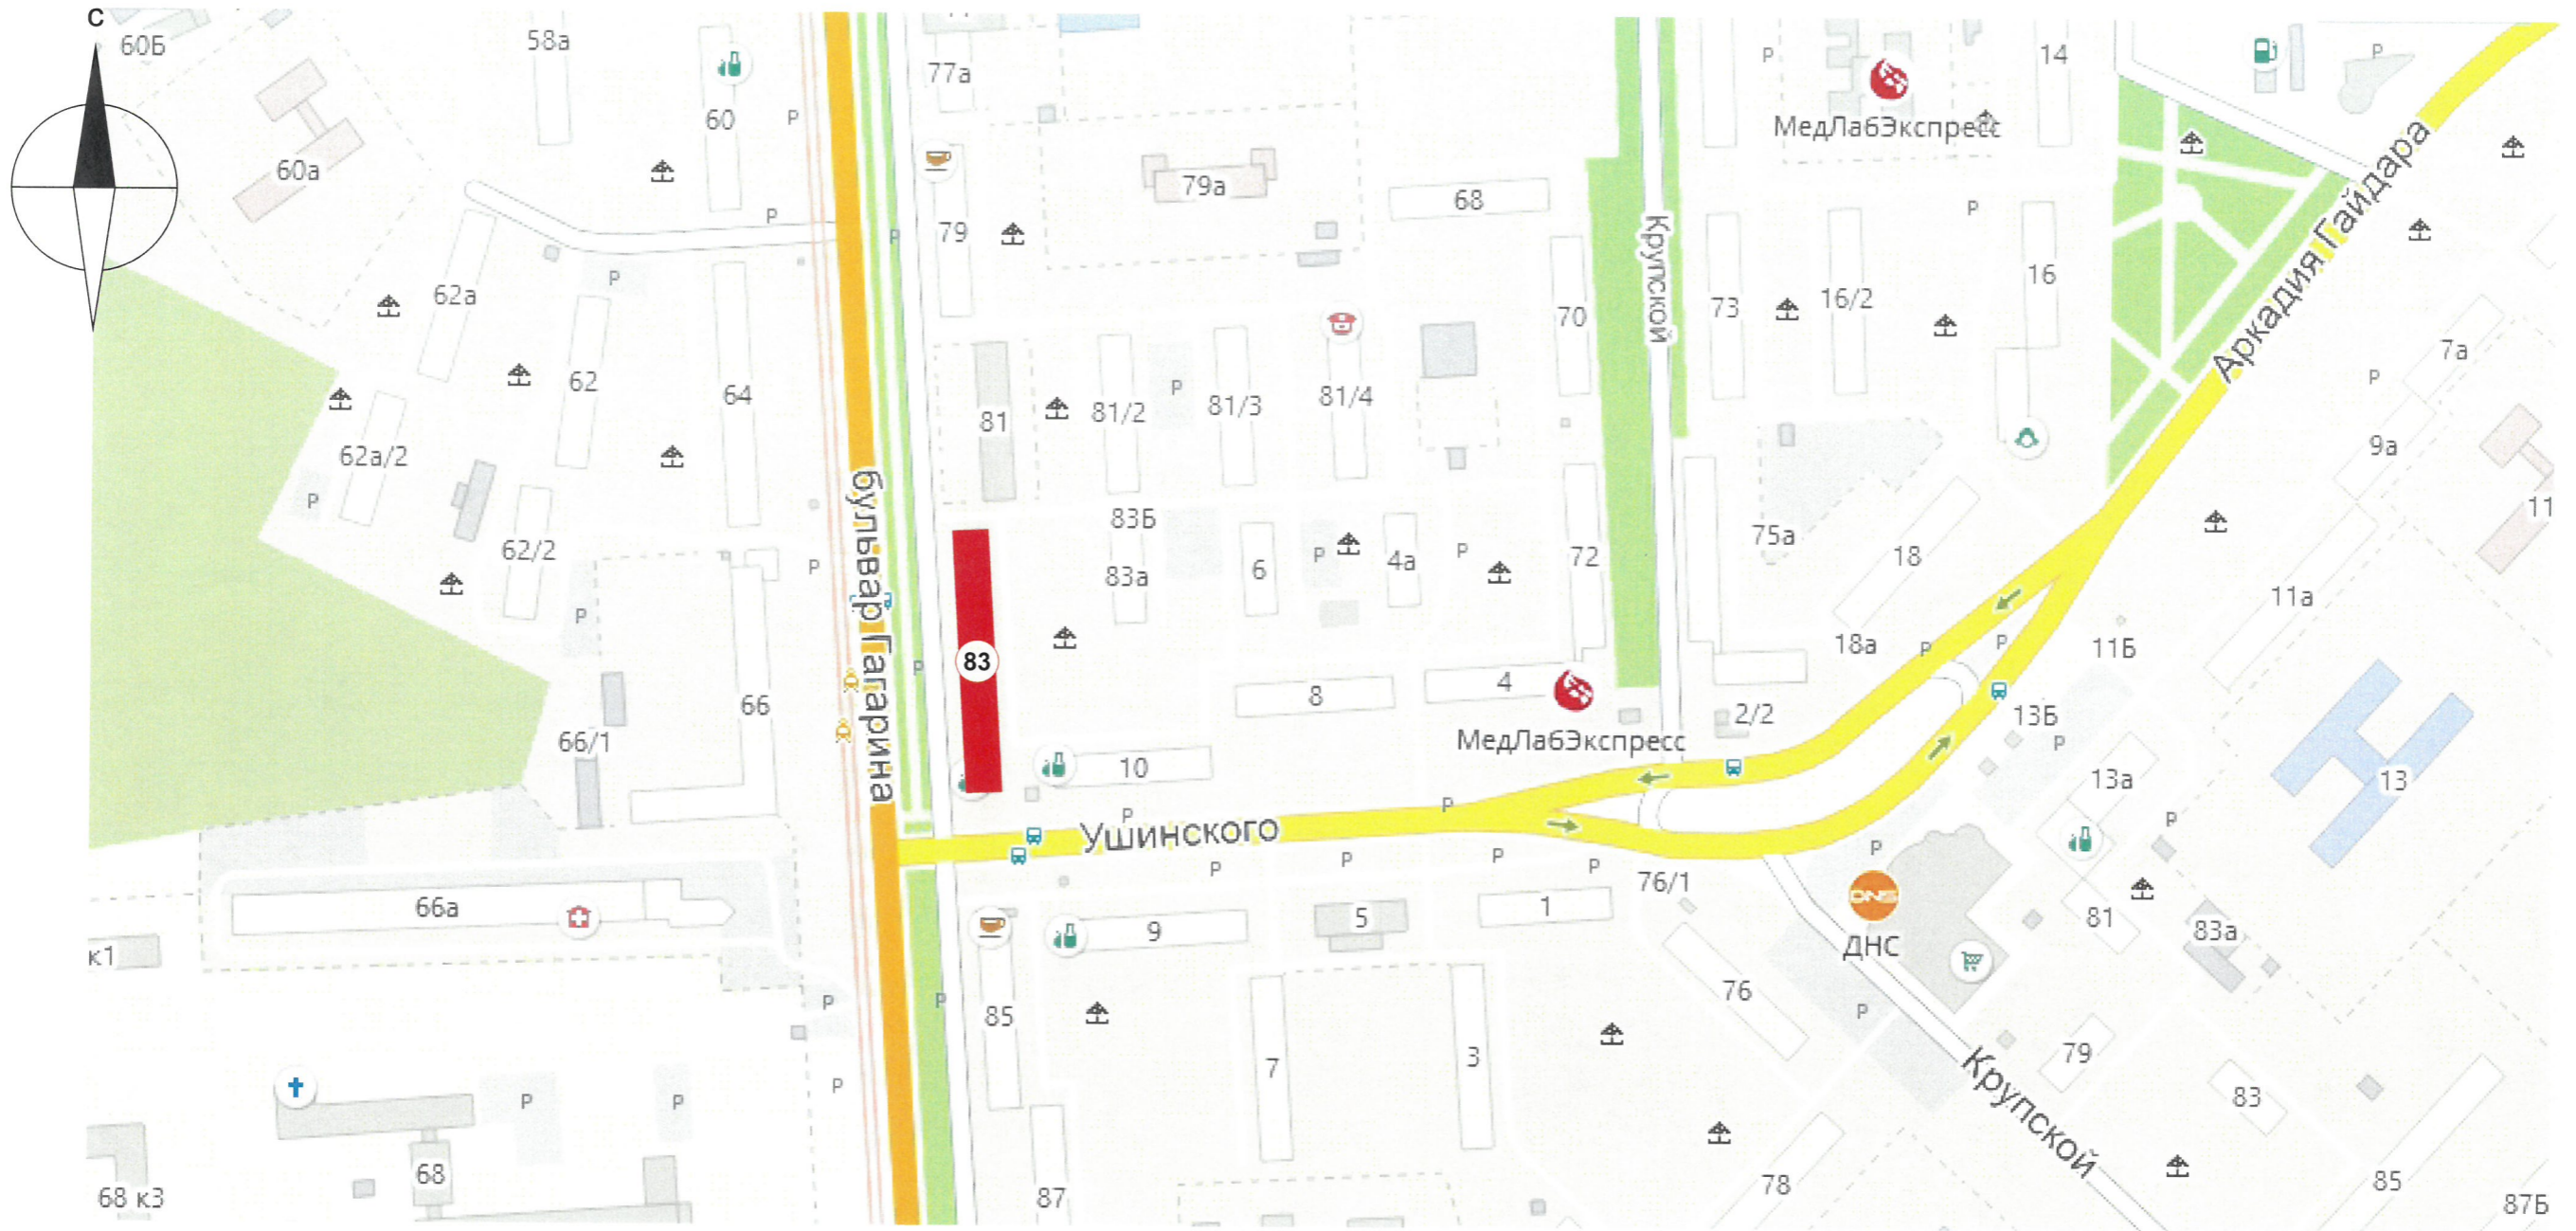 С
60Б
58а
77а
14
P
P
60
P
МедЛабЭкспресс
60а
79а
68
P
P
79
P
Крупской
16
62а
P
16/2
73
70
62
64
81
81/2
P
81/3
81/4
Аркадия Гайдара
7а
P
9а
62а/2
P
11
83Б
75а
18
62/2
P
бульвар Гагарина
83а
6
P
4а
P
72
11а
P
18а
P
P
11Б
83
P
66
8
4
2/2
13Б
P
66/1
МедЛабЭкспресс
10
13а
13
P
P
Ушинского
P
P
P
P
P
P
76/1
66а
9
5
1
DNS
ДНС
81
83а
к1
P
P
85
76
P
7
3
79
Крупской
83
P
P
P
68
68 к3
87
78
85
87Б